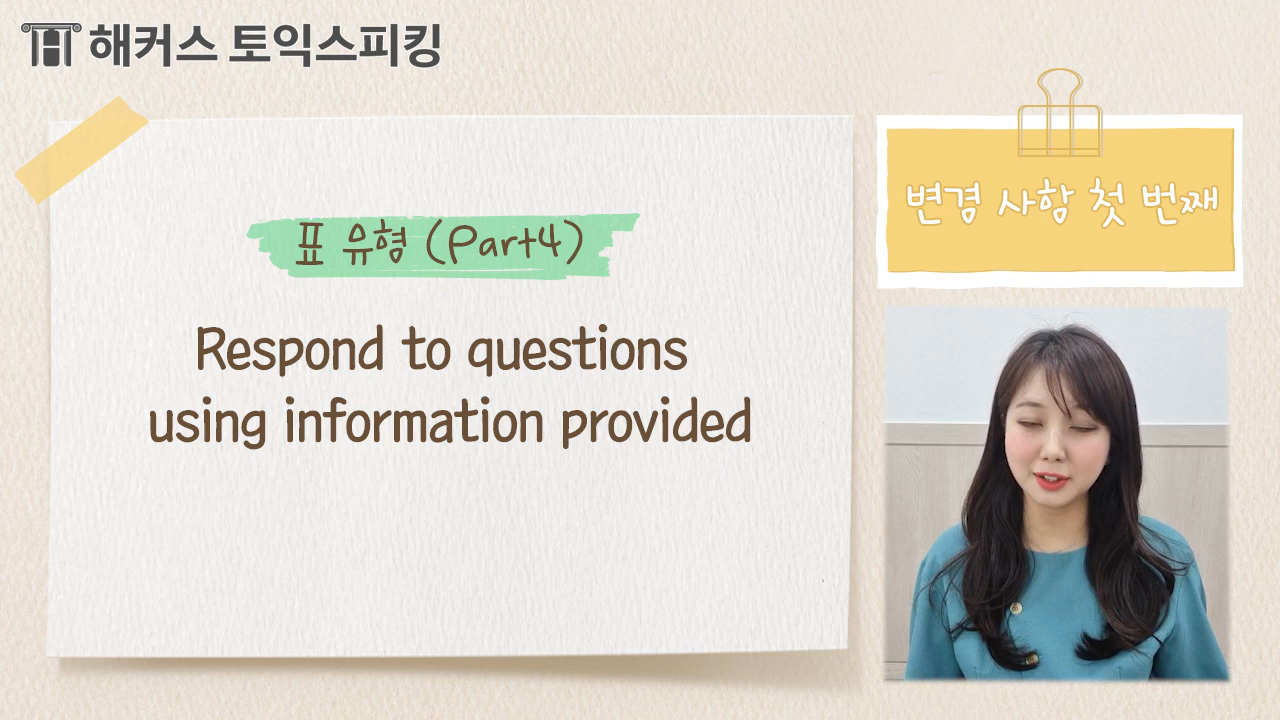 해커스 토익스피킹
변경 사항 첫 번째
표 유형 (Part4)
Respond to questions
using information provided